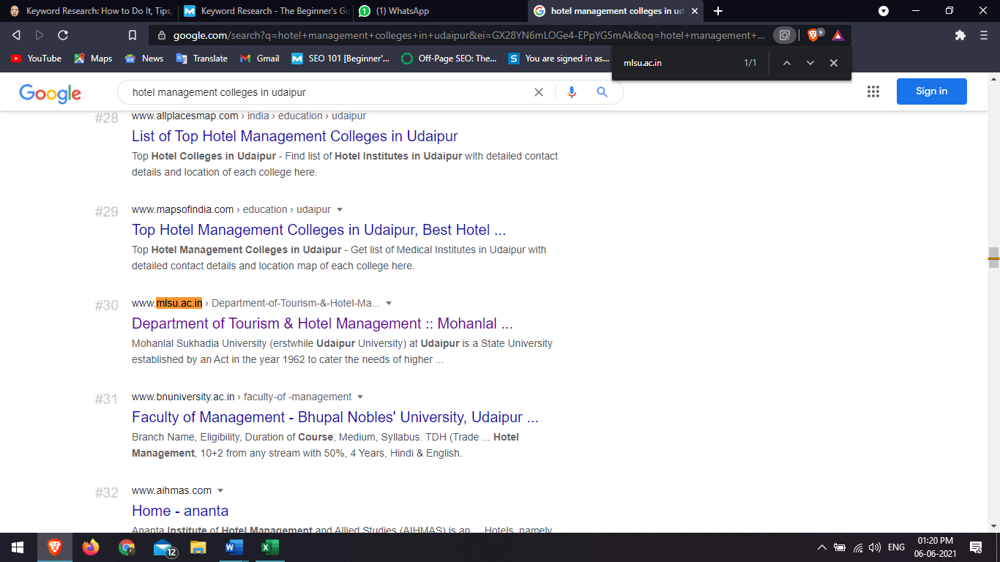 Keyword Research: How to Do It, Tips,
Keyword Research - The Beginner's Gu
(1) WhatsApp
hotel management colleges in ud
google.com/search?q=hotel+management+colleges+in+udaipur&ei=GX28YN6mLOGe4-EPpYG5mAk&oq=hotel+management+...
9
YouTube
Maps
News
Translate
Gmail
SEO 101 [Beginner'...
Off-Page SEO: The...
You are signed in as...
mlsu.ac.in
1/1
Google
hotel management colleges in udaipur
Sign in
#28
www.allplacesmap.com › india › education › udaipur
List of Top Hotel Management Colleges in Udaipur
Top Hotel Colleges in Udaipur - Find list of Hotel Institutes in Udaipur with detailed contact
details and location of each college here.
#29
www.mapsofindia.com › education › udaipur
Top Hotel Management Colleges in Udaipur, Best Hotel ...
Top Hotel Management Colleges in Udaipur - Get list of Medical Institutes in Udaipur with
detailed contact details and location map of each college here.
#30
www.mlsu.ac.in › Department-of-Tourism-&-Hotel-Ma...
Department of Tourism & Hotel Management :: Mohanlal ...
Mohanlal Sukhadia University (erstwhile Udaipur University) at Udaipur is a State University
established by an Act in the year 1962 to cater the needs of higher ...
#31
www.bnuniversity.ac.in › faculty-of -management
Faculty of Management - Bhupal Nobles' University, Udaipur ...
Branch Name, Eligibility, Duration of Course, Medium, Syllabus. TDH (Trade ... Hotel
Management, 10+2 from any stream with 50%, 4 Years, Hindi & English.
#32
www.aihmas.com
Home - ananta
Ananta Institute of Hotel Management and Allied Studies (AIHMAS) is an ... Hotels, namely
12
ENG
01:20 PM
06-06-2021